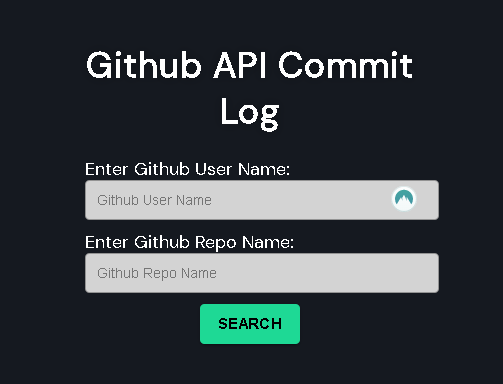 Github API Commit
Log
Enter Github User Name:
Github User Name
Enter Github Repo Name:
Github Repo Name
SEARCH